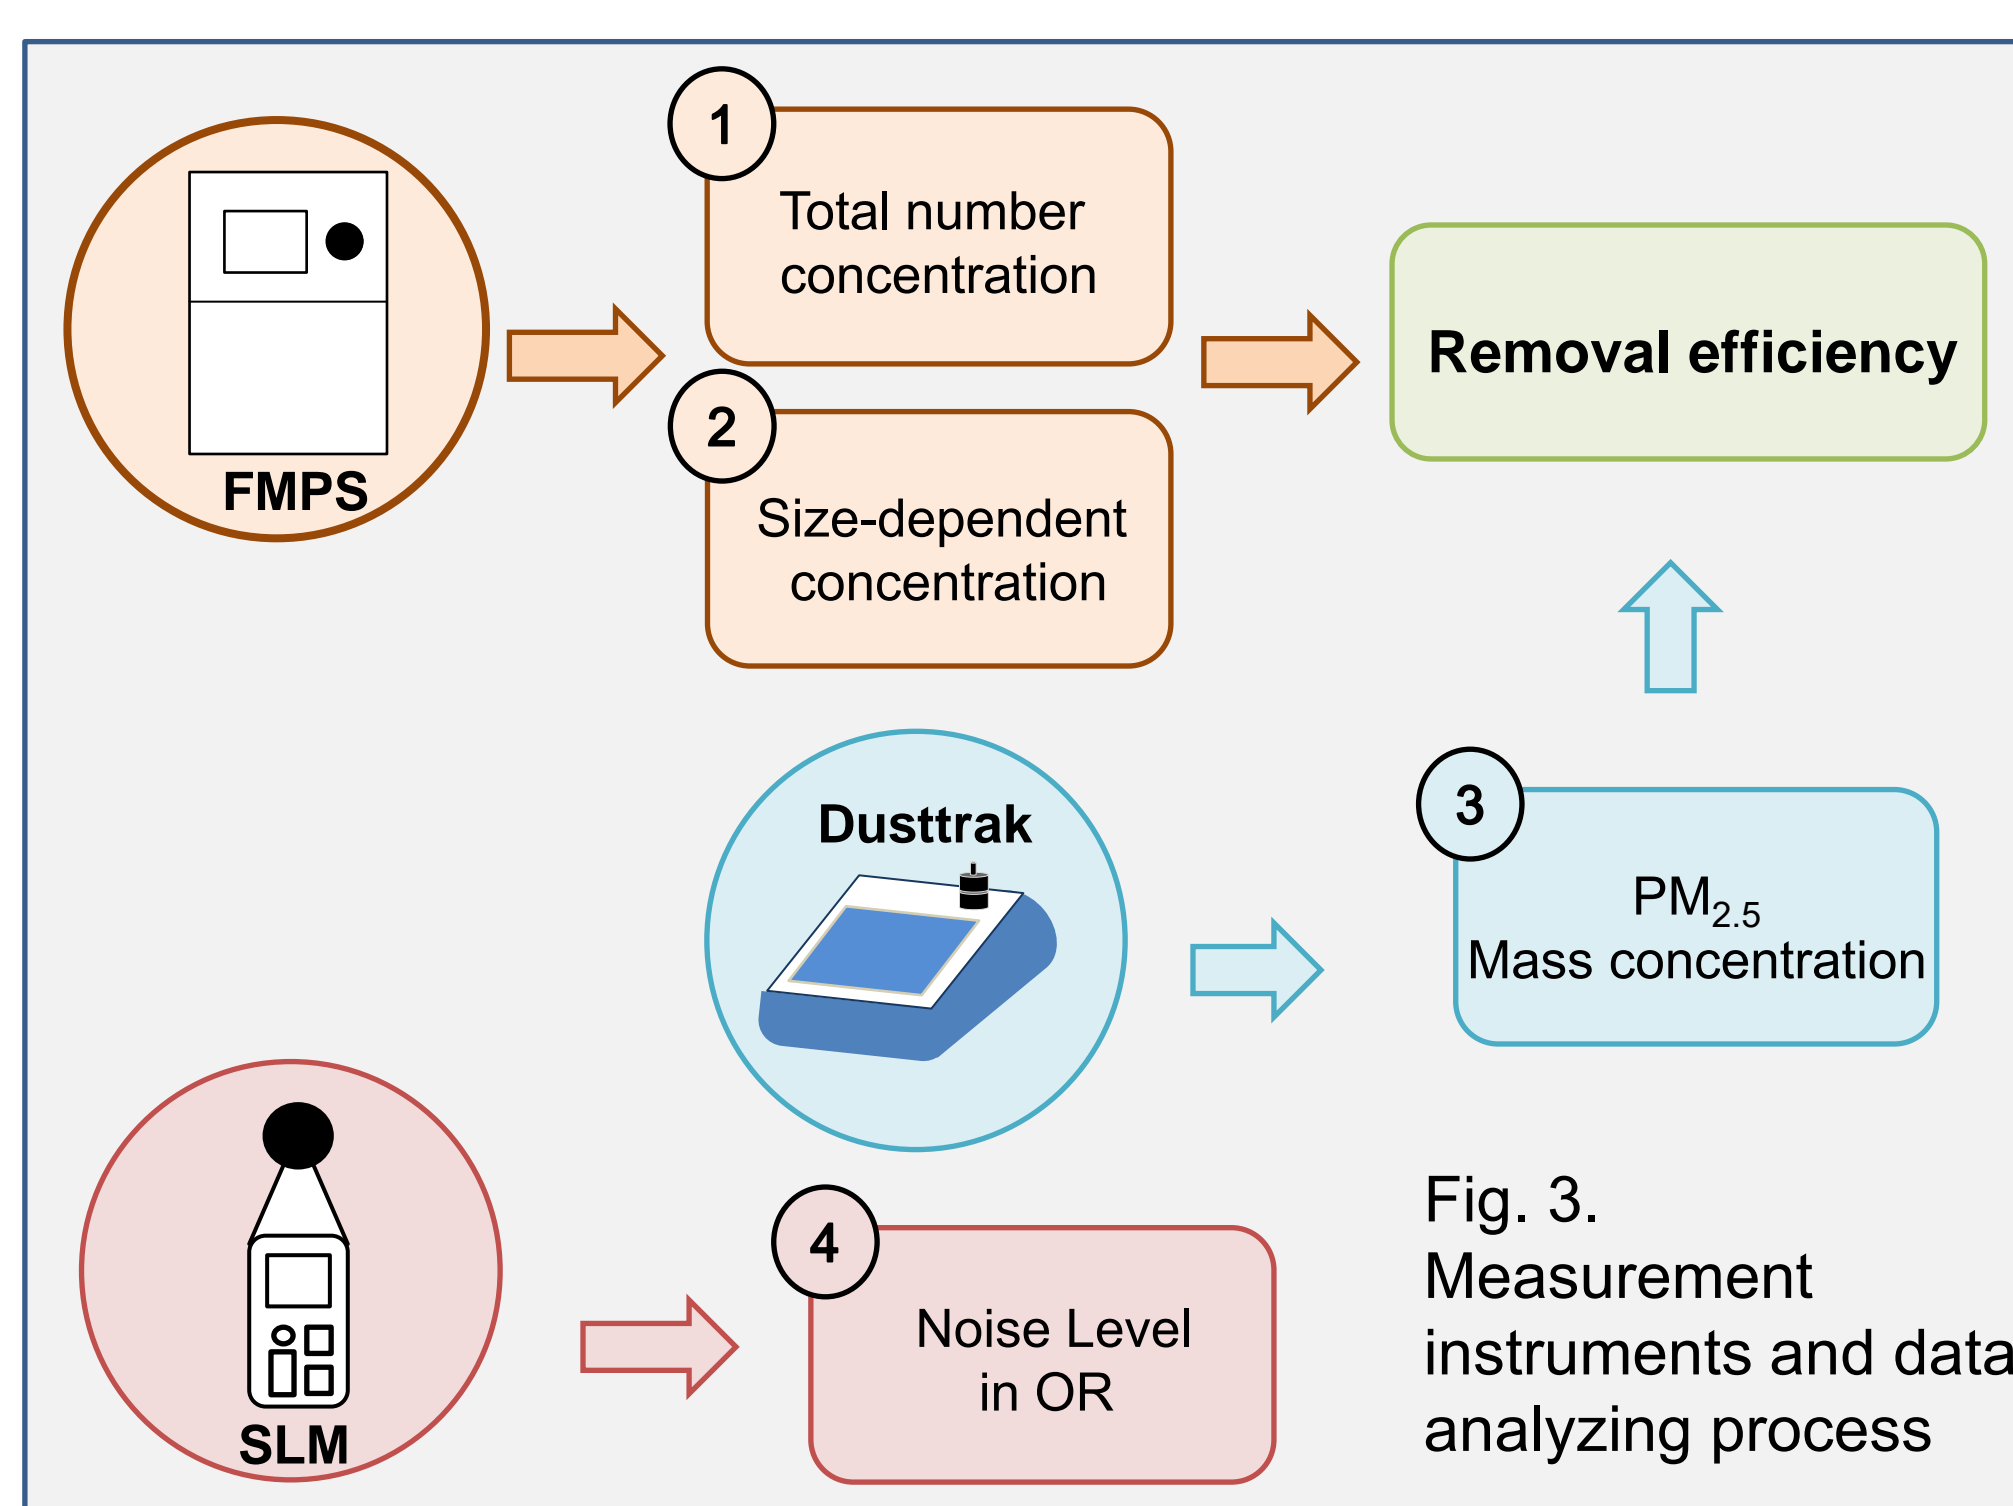 1
Total number
concentration
FMPS
2
Size-dependent
concentration
Removal efficiency
Dusttrak
3
PM2.5
Mass concentration
SLM
4
Noise Level
in OR
Fig. 3.
Measurement
instruments and data
analyzing process